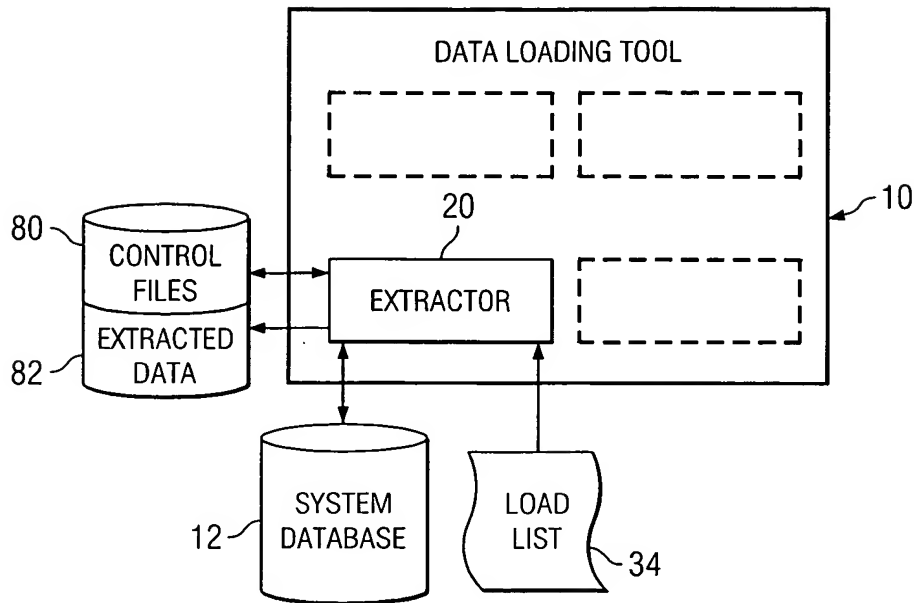 DATA LOADING TOOL
10
20
80
CONTROL
FILES
EXTRACTOR
EXTRACTED
DATA
82
SYSTEM
DATABASE
12
LOAD
LIST
34